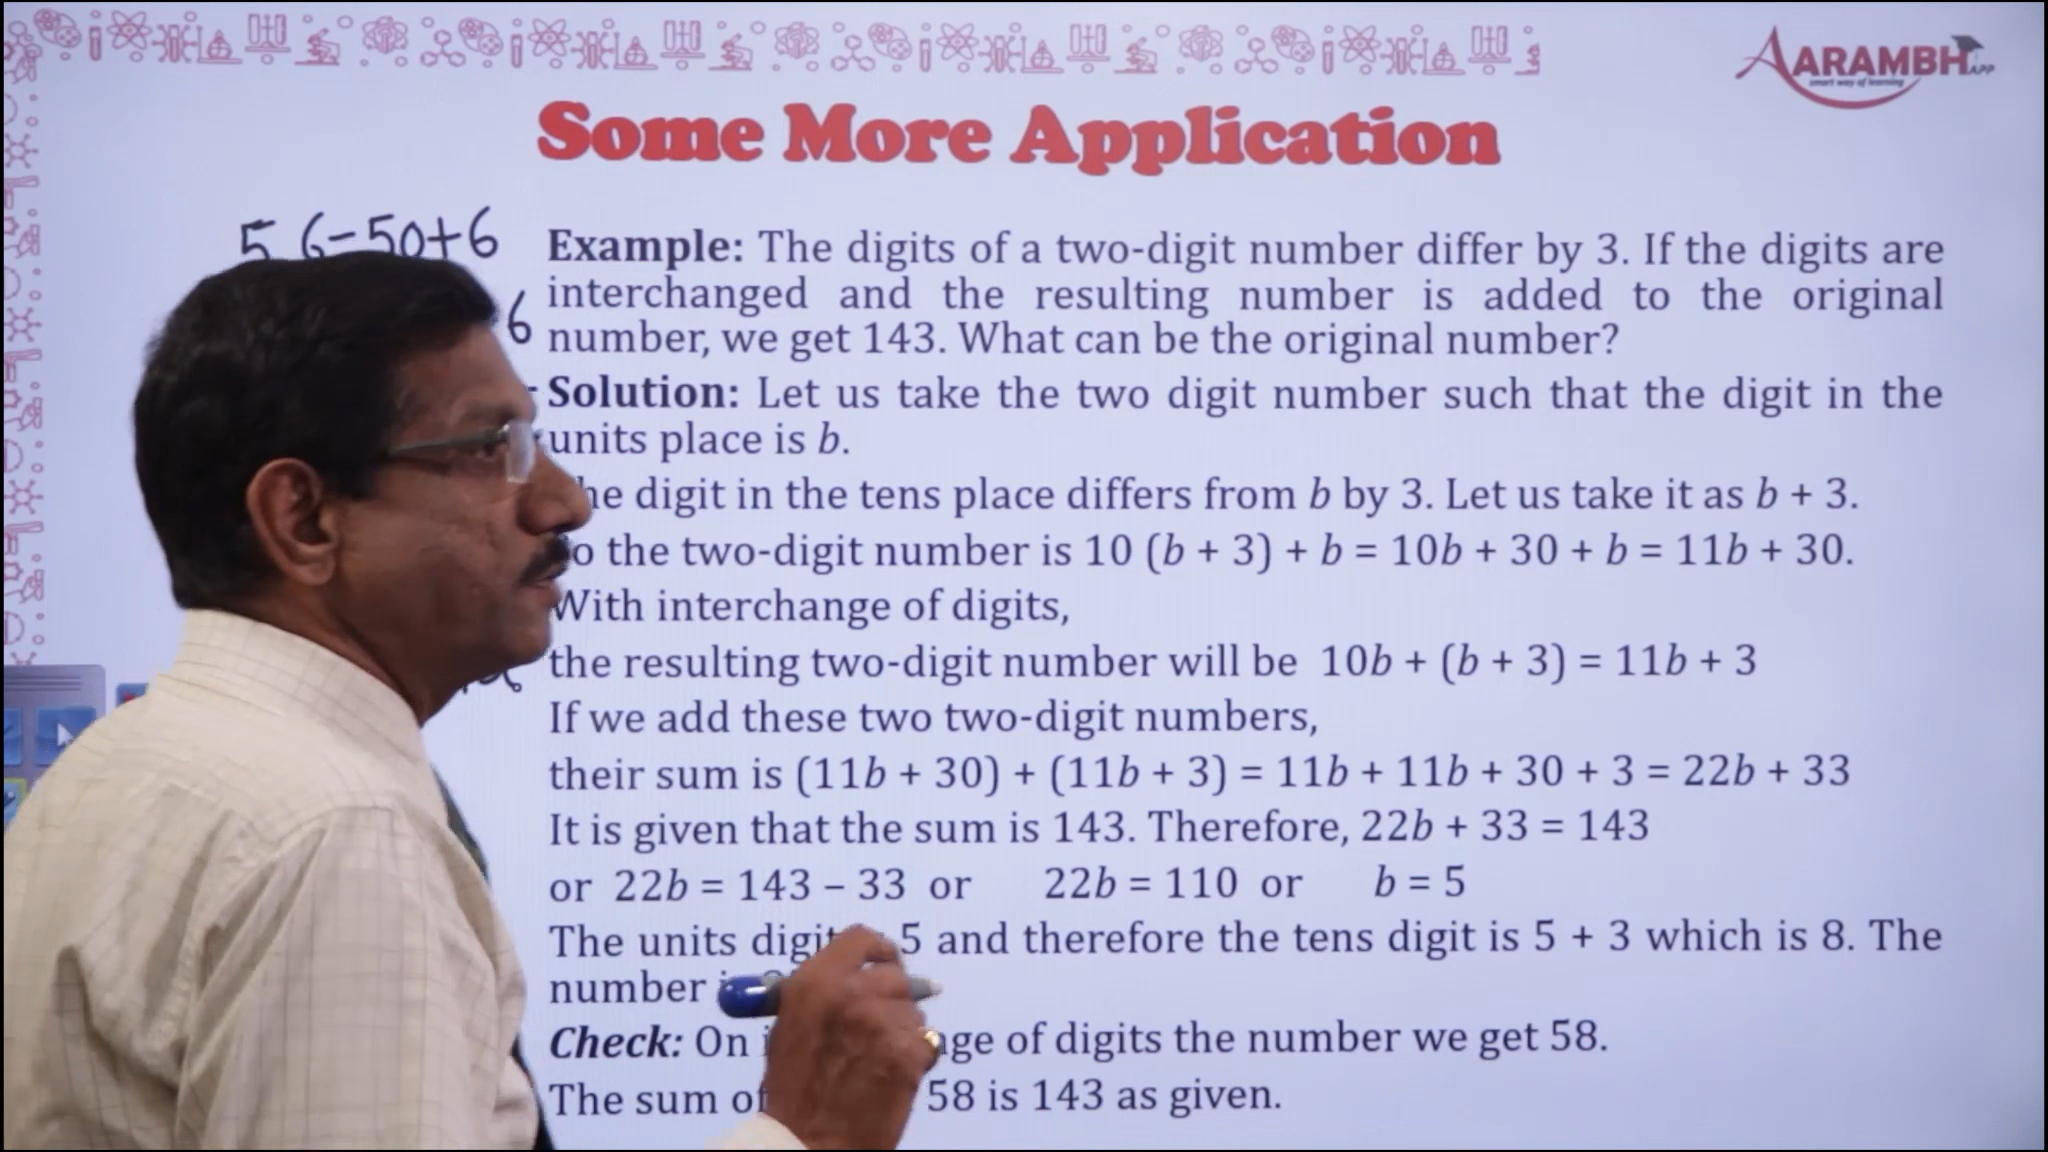 AARAMBH APP
smart way of learning
Some More Application
5 6-50+6
6
Example: The digits of a two-digit number differ by 3. If the digits are
interchanged and the resulting number is added to the original
number, we get 143. What can be the original number?
Solution: Let us take the two digit number such that the digit in the
units place is b.
he digit in the tens place differs from b by 3. Let us take it as b + 3.
o the two-digit number is 10 (b + 3) + b = 10b + 30 + b = 11b + 30.
With interchange of digits,
the resulting two-digit number will be 10b + (b + 3) = 11b + 3
If we add these two two-digit numbers,
their sum is (11b + 30) + (11b + 3) = 11b + 11b + 30 + 3 = 22b + 33
It is given that the sum is 143. Therefore, 22b + 33 = 143
or 22b = 143 – 33 or 22b = 110 or b = 5
The units digit 5 and therefore the tens digit is 5 + 3 which is 8. The
number
Check: On nge of digits the number we get 58.
The sum of 58 is 143 as given.